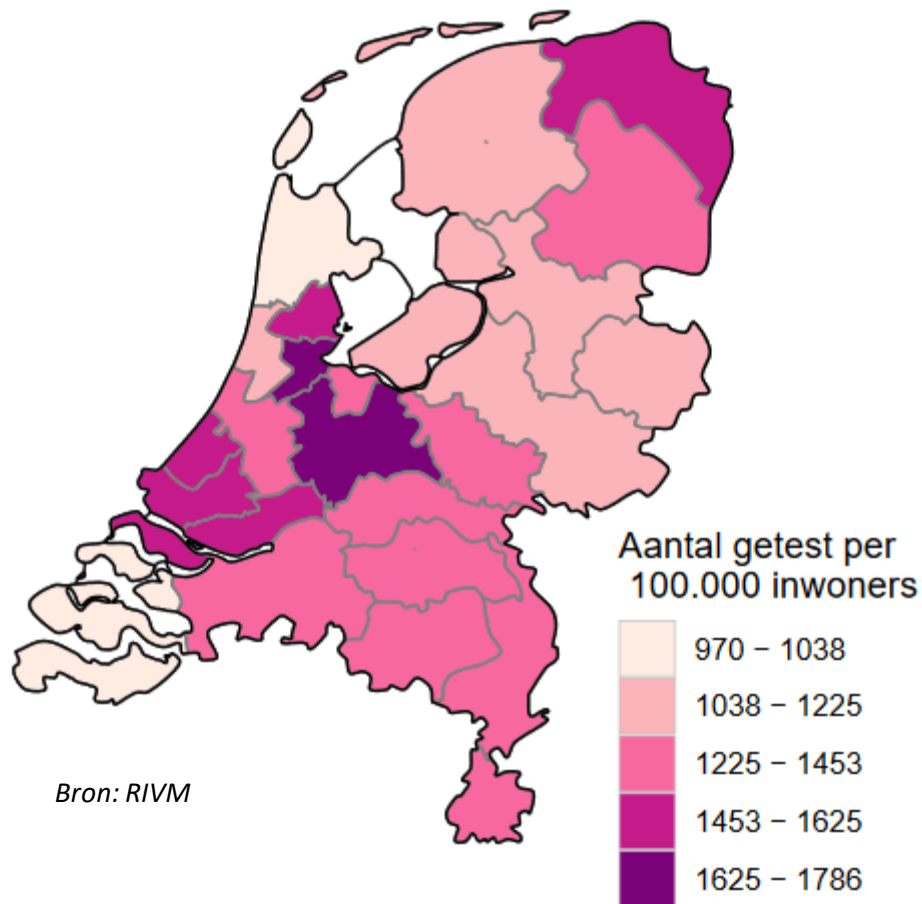 Aantal getest per
100.000 inwoners
970 – 1038
1038 – 1225
1225 – 1453
1453 – 1625
1625 – 1786
Bron: RIVM